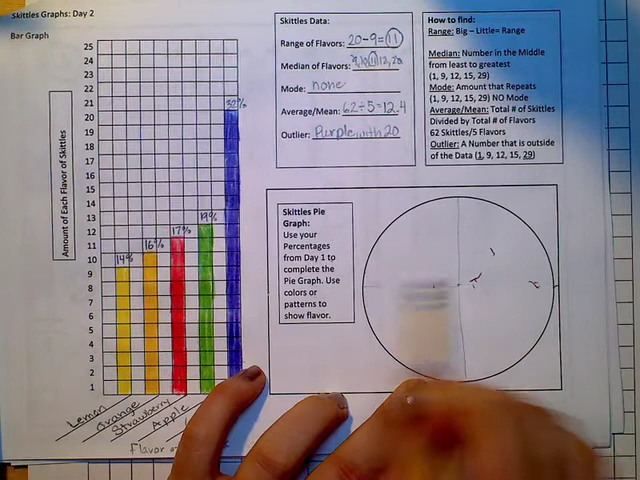 Skittles Graphs: Day 2
Bar Graph
Amount of Each Flavor of Skittles
25
24
23
22
21
20
19
18
17
16
15
14
13
12
11
10
9
8
7
6
5
4
3
2
1
14%
16%
17%
19%
32%
Lemon
Orange
Strawberry
Apple
Flavor
Skittles Data:
Range of Flavors: 20-9=11
Median of Flavors: 9,10,11,12,20
Mode: none
Average/Mean: 62÷5=12.4
Outlier: Purple with 20
How to find:
Range: Big – Little= Range
Median: Number in the Middle
from least to greatest
(1, 9, 12, 15, 29)
Mode: Amount that Repeats
(1, 9, 12, 15, 29) NO Mode
Average/Mean: Total # of Skittles
Divided by Total # of Flavors
62 Skittles/5 Flavors
Outlier: A Number that is outside
of the Data (1, 9, 12, 15, 29)
Skittles Pie
Graph:
Use your
Percentages
from Day 1 to
complete the
Pie Graph. Use
colors or
patterns to
show flavor.